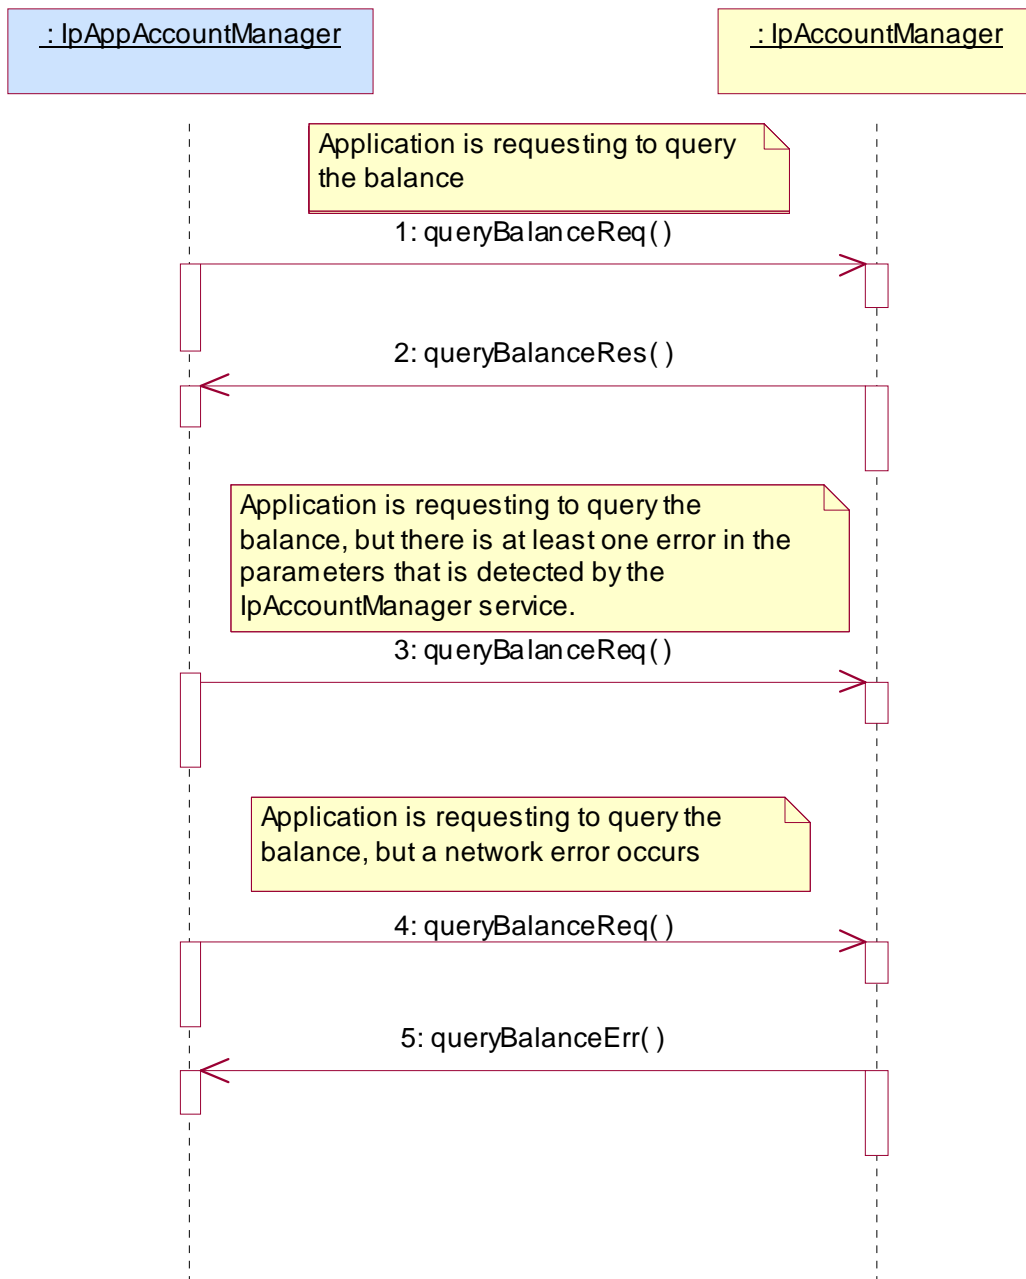 : IpAppAccountManager
: IpAccountManager
Application is requesting to query
the balance
1: queryBalanceReq( )
2: queryBalanceRes( )
Application is requesting to query the
balance, but there is at least one error in the
parameters that is detected by the
IpAccountManager service.
3: queryBalanceReq( )
Application is requesting to query the
balance, but a network error occurs
4: queryBalanceReq( )
5: queryBalanceErr( )